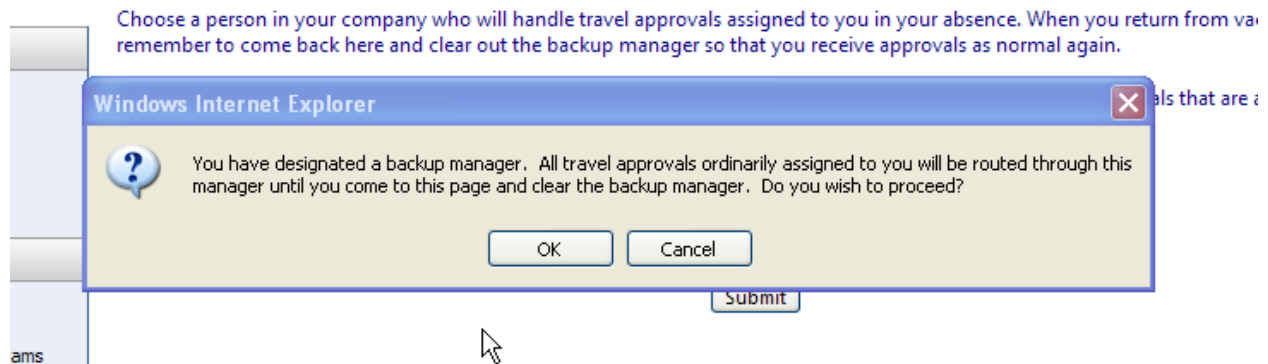 Choose a person in your company who will handle travel approvals assigned to you in your absence. When you return from
remember to come back here and clear out the backup manager so that you receive approvals as normal again.
Windows Internet Explorer
that are
You have designated a backup manager. All travel approvals ordinarily assigned to you will be routed through this
manager until you come to this page and clear the backup manager. Do you wish to proceed?
OK Cancel
Submit